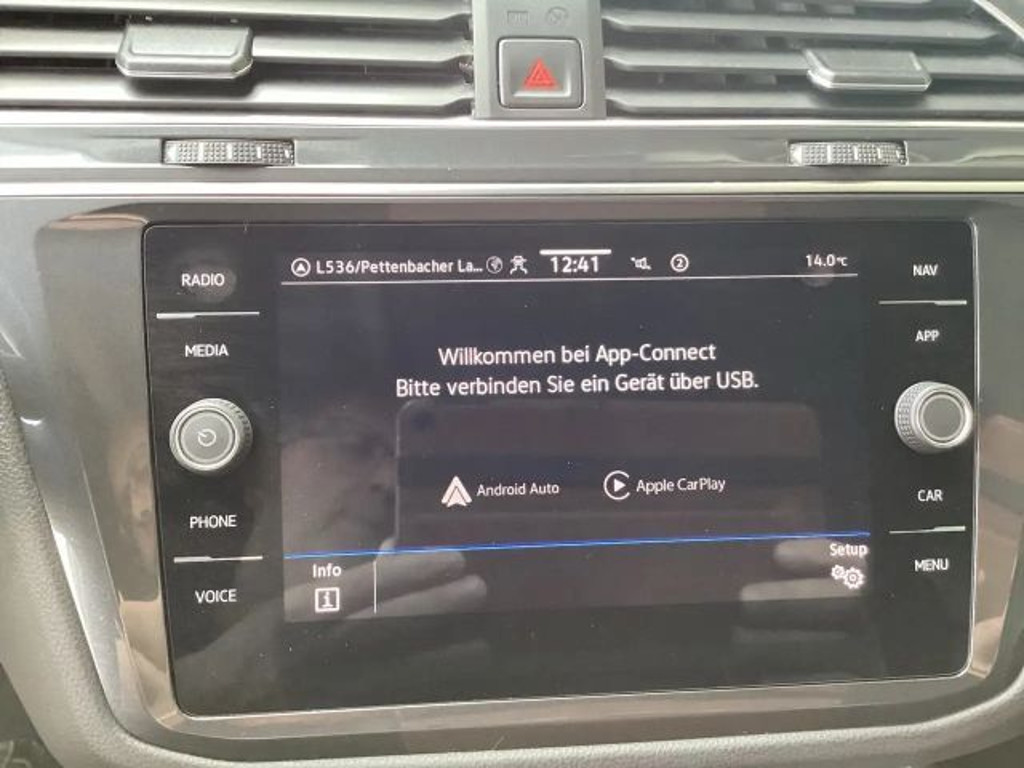 RADIO
MEDIA
PHONE
VOICE
L536/Pettenbacher La...
12:41
2
14.0°C
Willkommen bei App-Connect
Bitte verbinden Sie ein Gerät über USB.
Android Auto
Apple CarPlay
Info
Setup
NAV
APP
CAR
MENU